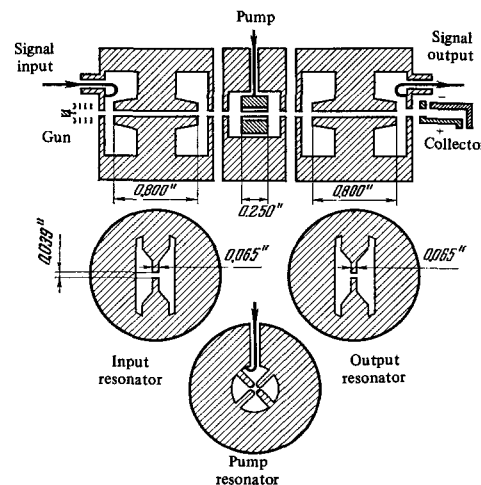 Pump
Signal
input
Signal
output
Gun
Collecto
−
+
0.800"
0.250"
0.800"
0.039"
0.065"
0.065"
Input
resonator
Output
resonator
Pump
resonator